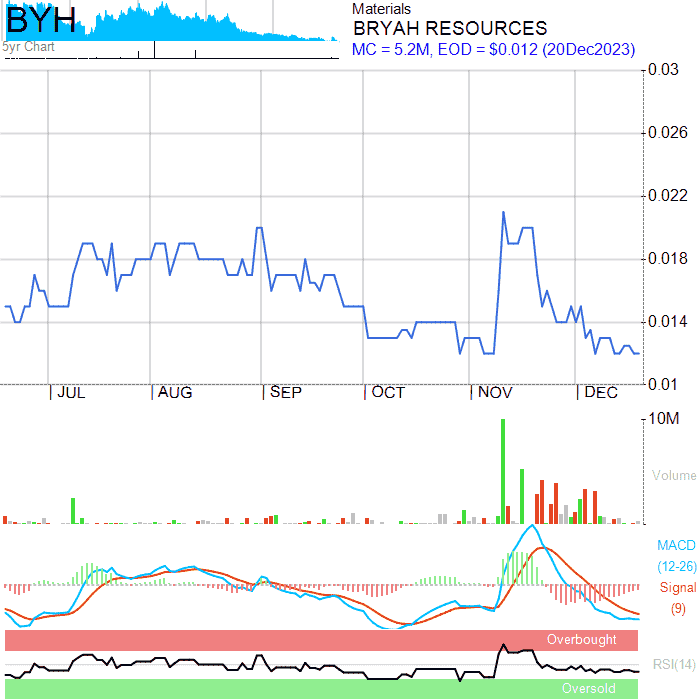 BYH
5yr Chart
Materials
BRYAH RESOURCES
MC = 5.2M, EOD = $0.012 (20Dec2023)
0.03
0.026
0.022
0.018
0.014
0.01
JUL AUG SEP OCT NOV DEC
10M
Volume
MACD
(12-26)
Signal
(9)
Overbought
RSI(14)
Oversold